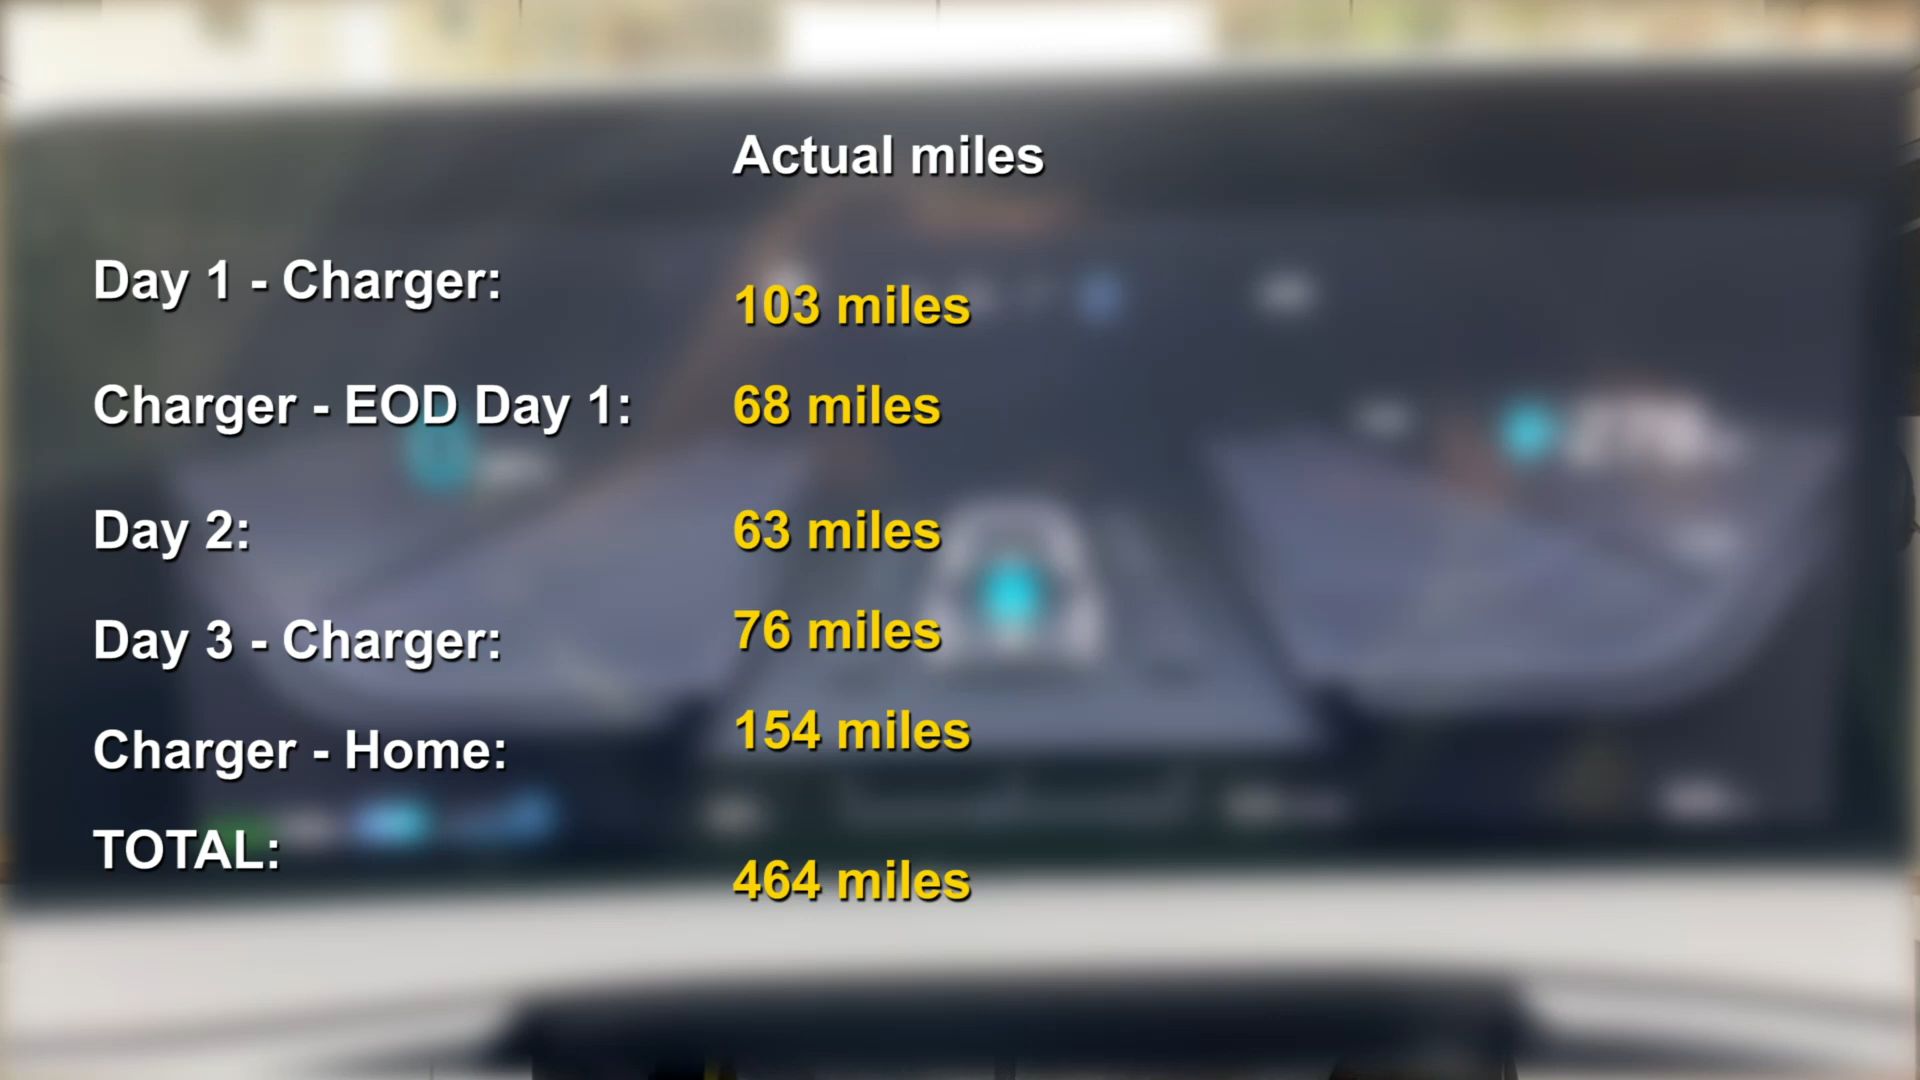 Actual miles
Day 1 - Charger: 103 miles
Charger - EOD Day 1: 68 miles
Day 2: 63 miles
Day 3 - Charger: 76 miles
Charger - Home: 154 miles
TOTAL: 464 miles